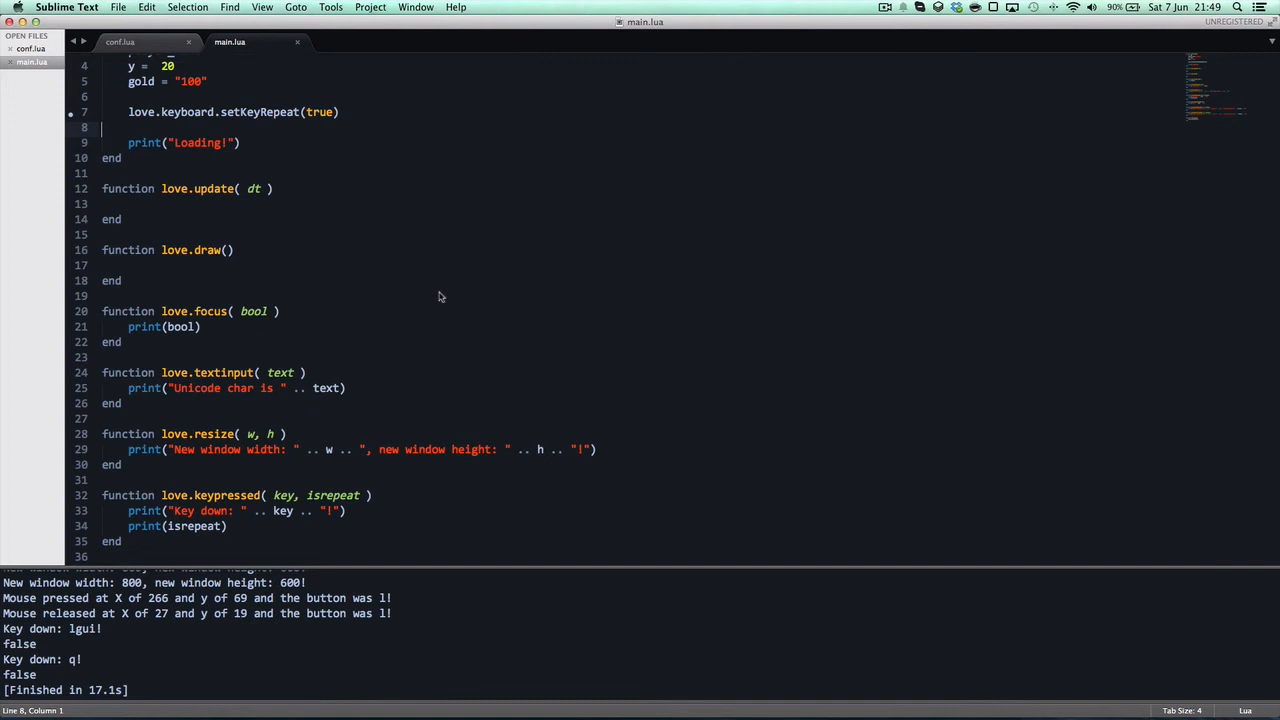 Sublime Text File Edit Selection Find View Goto Tools Project Window Help 90% Sat 7 Jun 21:49
main.lua UNREGISTERED
OPEN FILES
conf.lua
main.lua
conf.lua main.lua
4 y = 20
5 gold = "100"
6
7 love.keyboard.setKeyRepeat(true)
8
9 print("Loading!")
10 end
11
12 function love.update( dt )
13
14 end
15
16 function love.draw()
17
18 end
19
20 function love.focus( bool )
21 print(bool)
22 end
23
24 function love.textinput( text )
25 print("Unicode char is " .. text)
26 end
27
28 function love.resize( w, h )
29 print("New window width: " .. w .. ", new window height: " .. h .. "!")
30 end
31
32 function love.keypressed( key, isrepeat )
33 print("Key down: " .. key .. "!")
34 print(isrepeat)
35 end
36
New window width: 800, new window height: 600!
Mouse pressed at X of 266 and y of 69 and the button was l!
Mouse released at X of 27 and y of 19 and the button was l!
Key down: lgui!
false
Key down: q!
false
[Finished in 17.1s]
Line 8, Column 1 Tab Size: 4 Lua